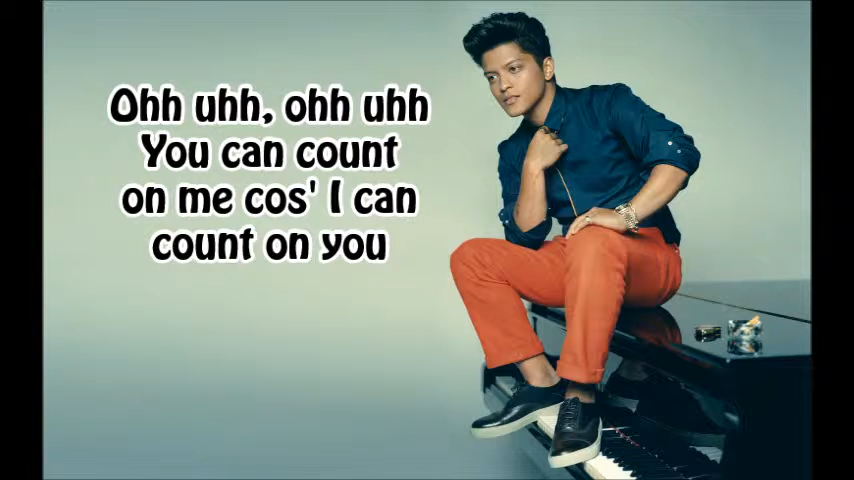 Ohh uhh, ohh uhh
You can count
on me cos' I can
count on you